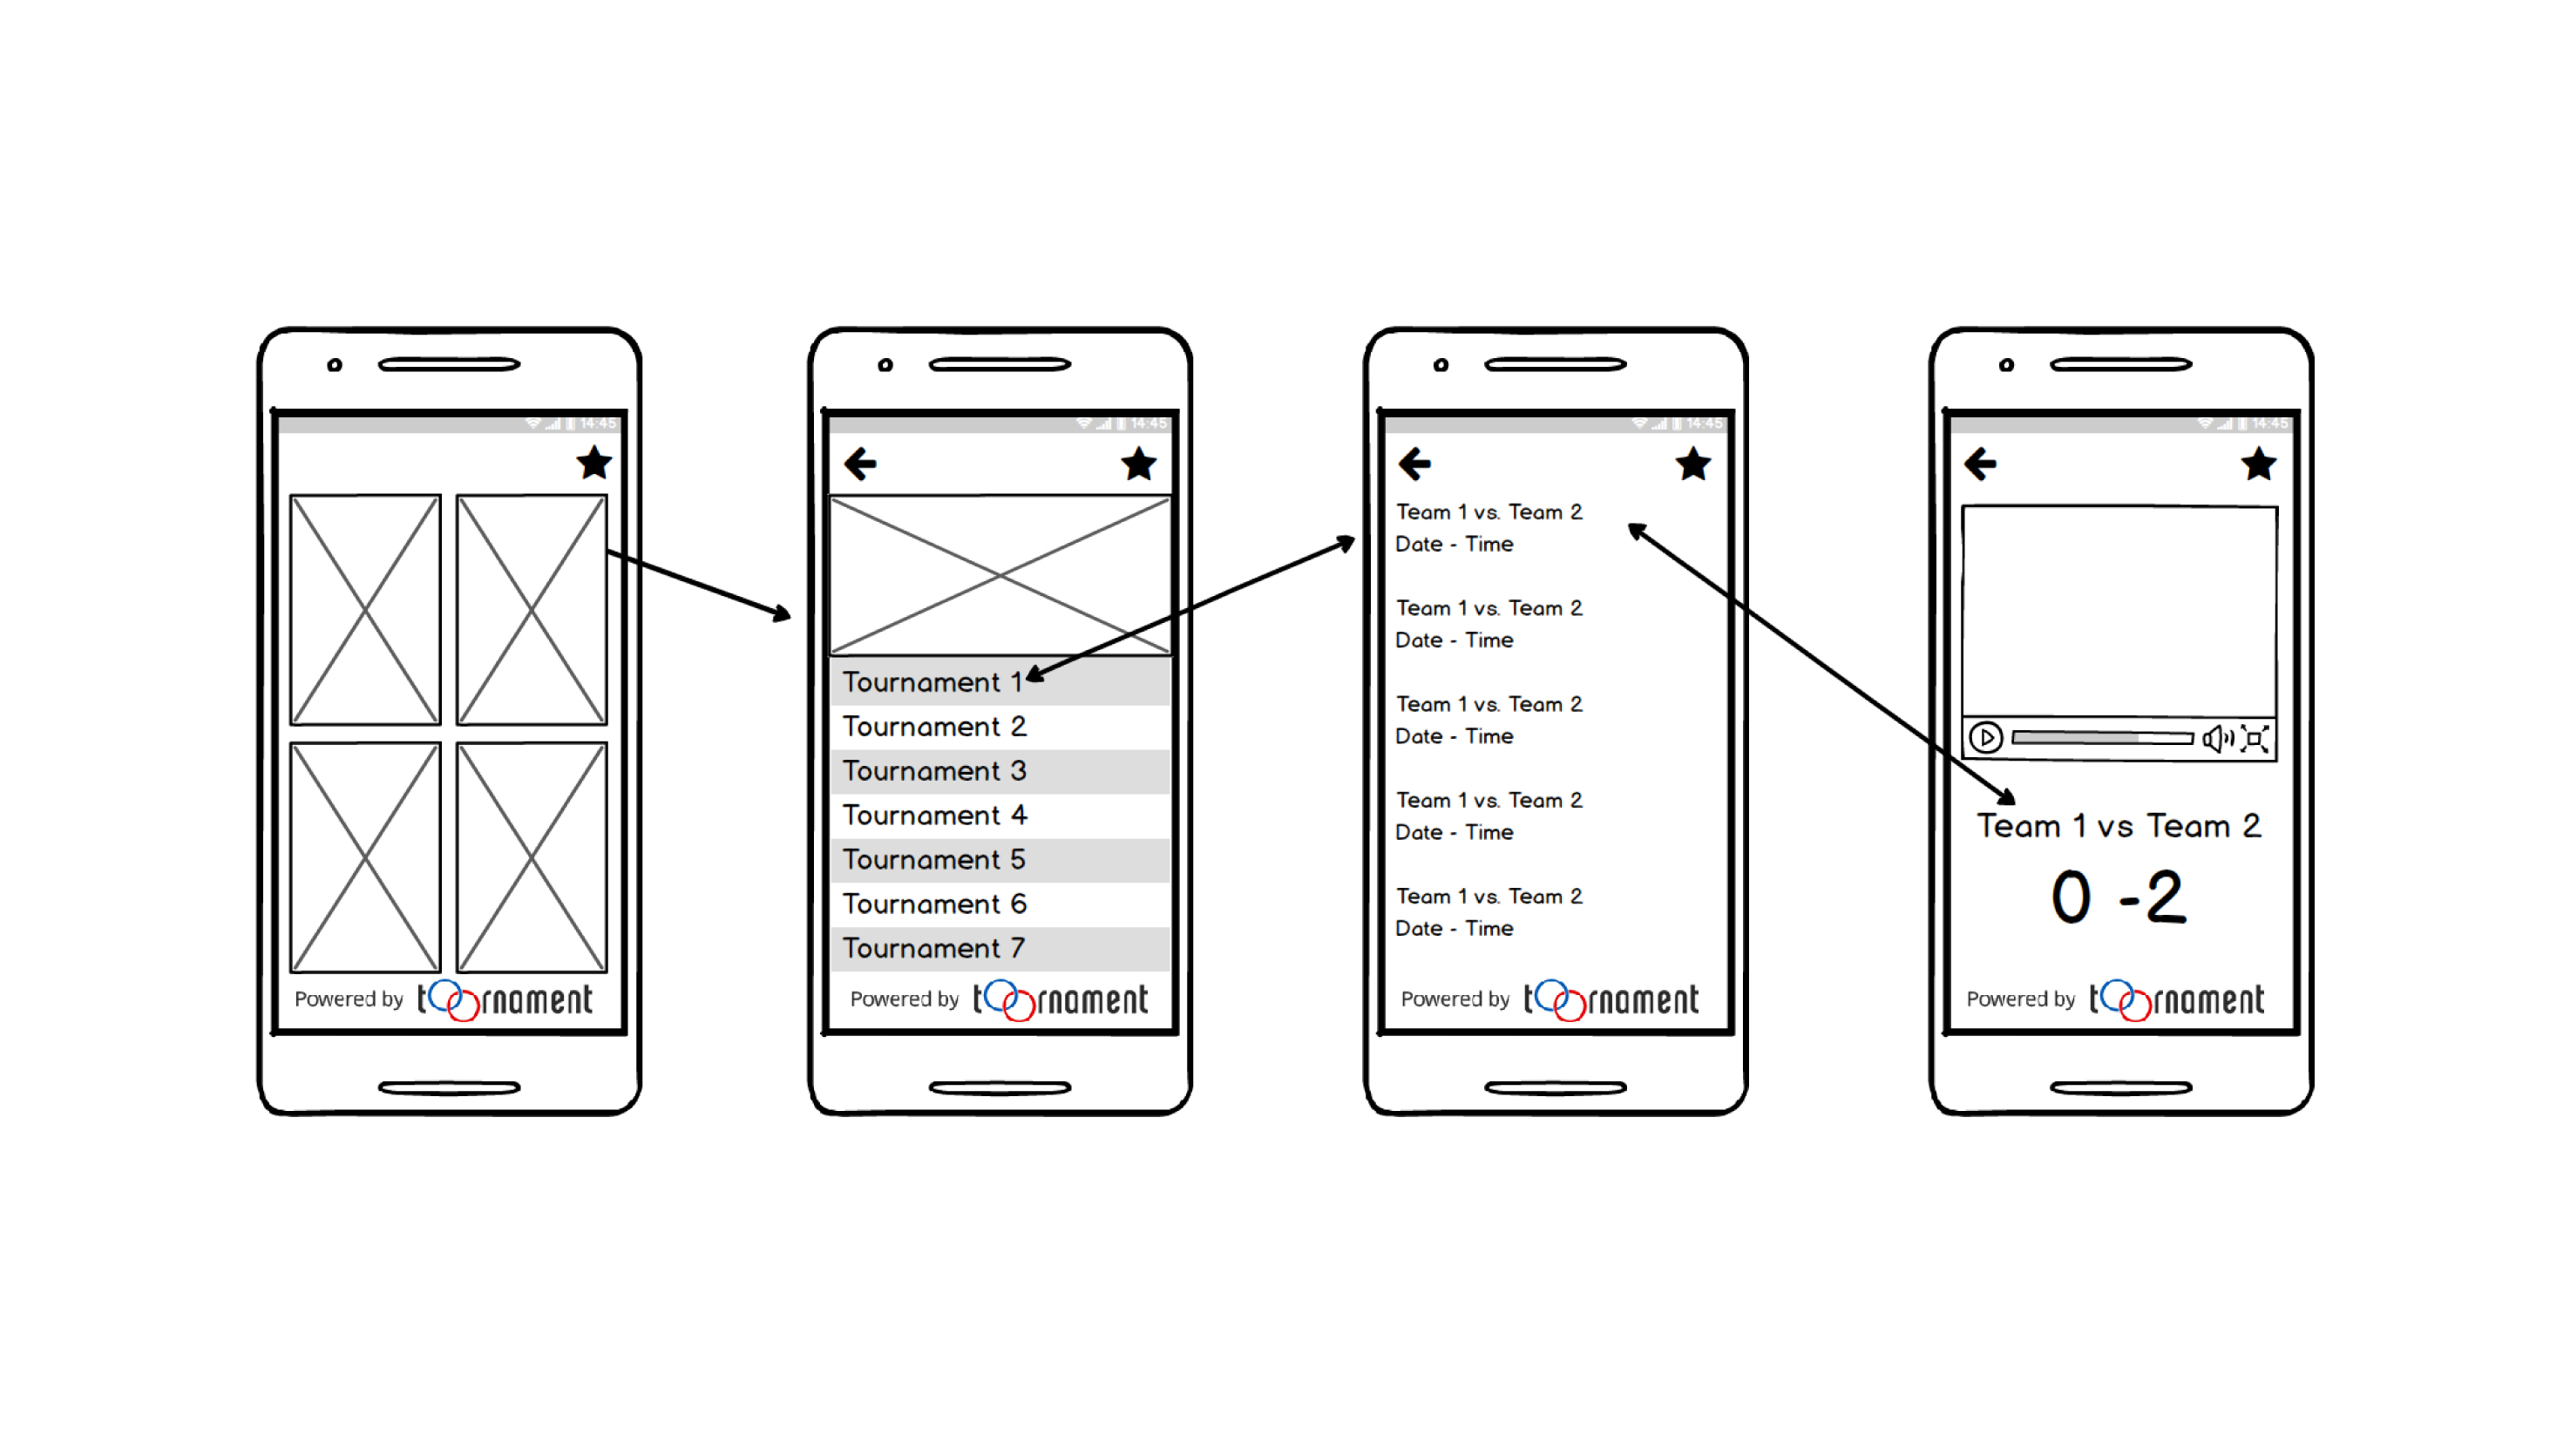 14:45
Powered by toornament
14:45
Tournament 1
Tournament 2
Tournament 3
Tournament 4
Tournament 5
Tournament 6
Tournament 7
Powered by toornament
14:45
Team 1 vs. Team 2
Date - Time
Team 1 vs. Team 2
Date - Time
Team 1 vs. Team 2
Date - Time
Team 1 vs. Team 2
Date - Time
Team 1 vs. Team 2
Date - Time
Powered by toornament
14:45
Team 1 vs Team 2
0 -2
Powered by toornament